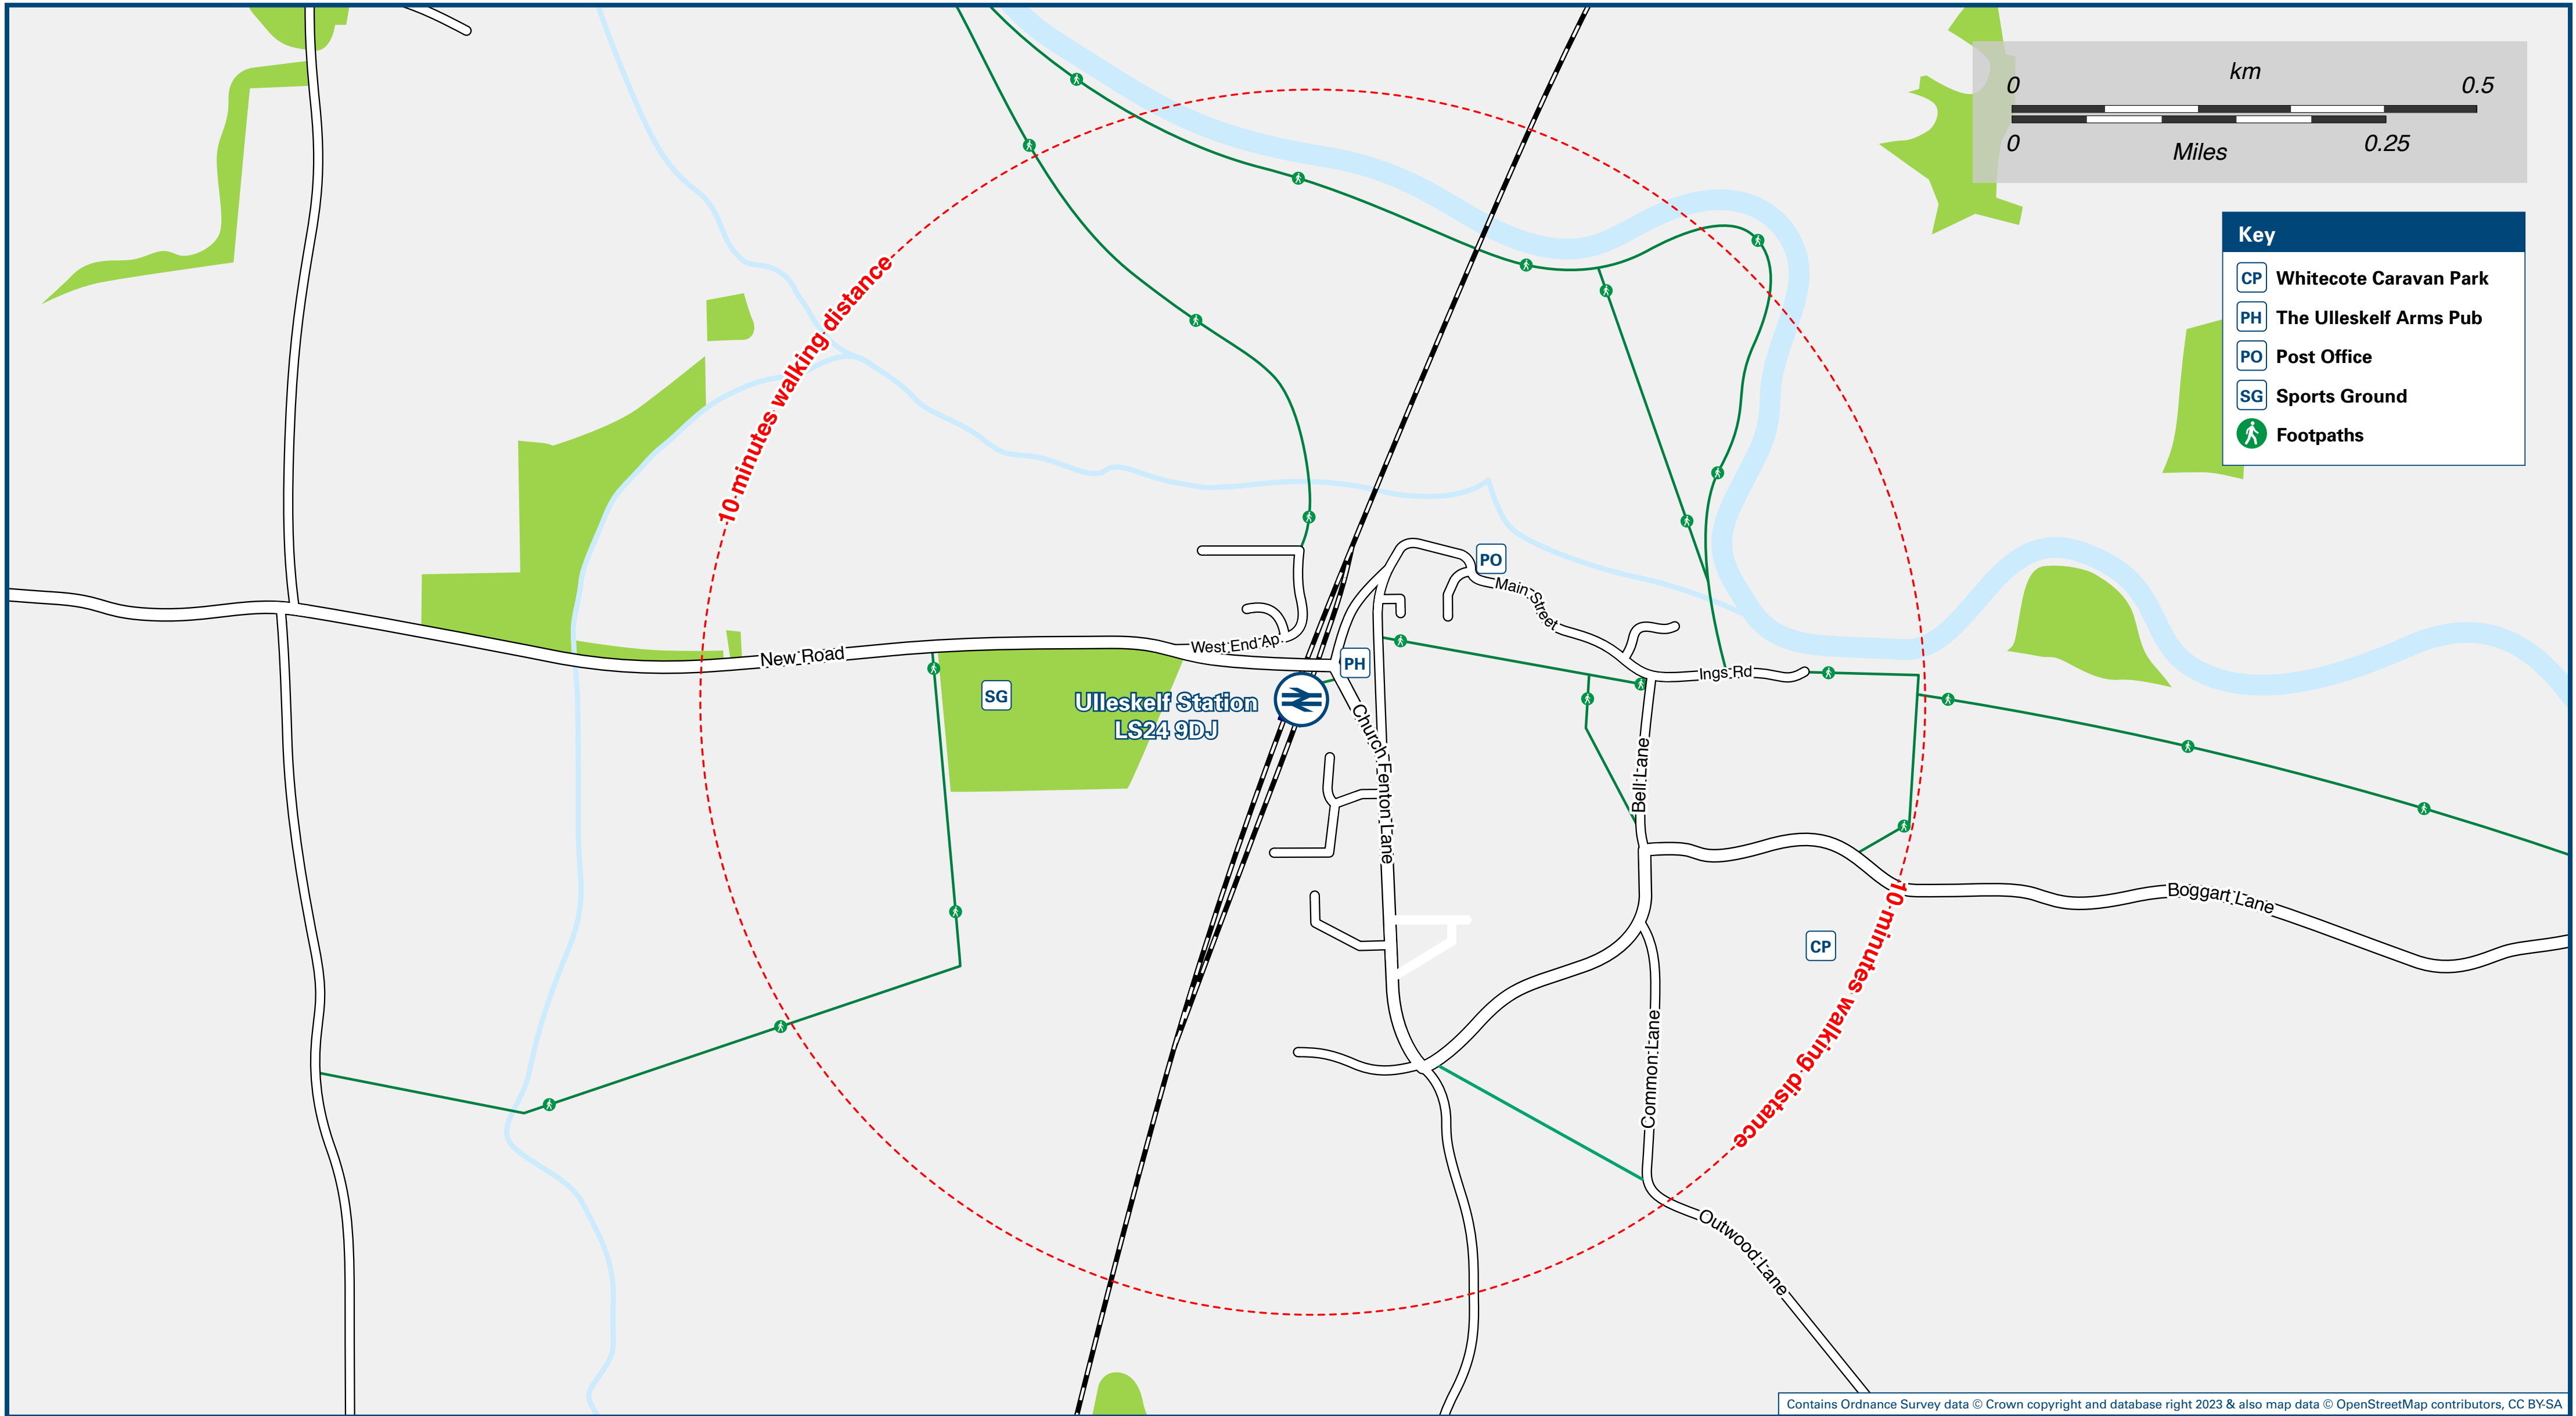 km
0 0.5
0 0.25
Miles
Key
CP Whitecote Caravan Park
PH The Ulleskelf Arms Pub
PO Post Office
SG Sports Ground
Footpaths
10 minutes walking distance
PO
Main Street
West End Ap.
New Road
PH
Ings Rd
SG
Ulleskelf Station
LS24 9DJ
Church Fenton Lane
Bell Lane
Boggart Lane
CP
10 minutes walking distance
Common Lane
Outwood Lane
Contains Ordnance Survey data © Crown copyright and database right 2023 & also map data © OpenStreetMap contributors, CC BY-SA